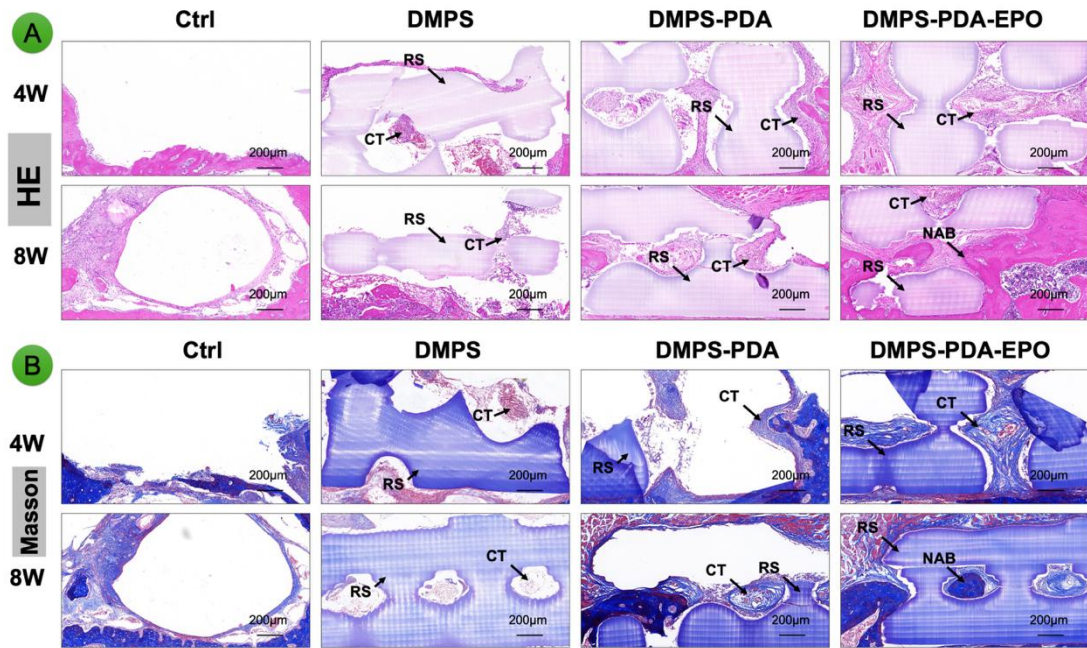 A
Ctrl DMPS DMPS-PDA DMPS-PDA-EPO
HE
4W
200μm
RS CT 200μm
RS CT 200μm
RS CT 200μm
8W
200μm
RS CT 200μm
RS CT 200μm
CT NAB RS 200μm
B
Ctrl DMPS DMPS-PDA DMPS-PDA-EPO
Masson
4W
200μm
CT RS 200μm
CT RS 200μm
CT RS 200μm
8W
200μm
CT RS 200μm
CT RS 200μm
RS NAB 200μm